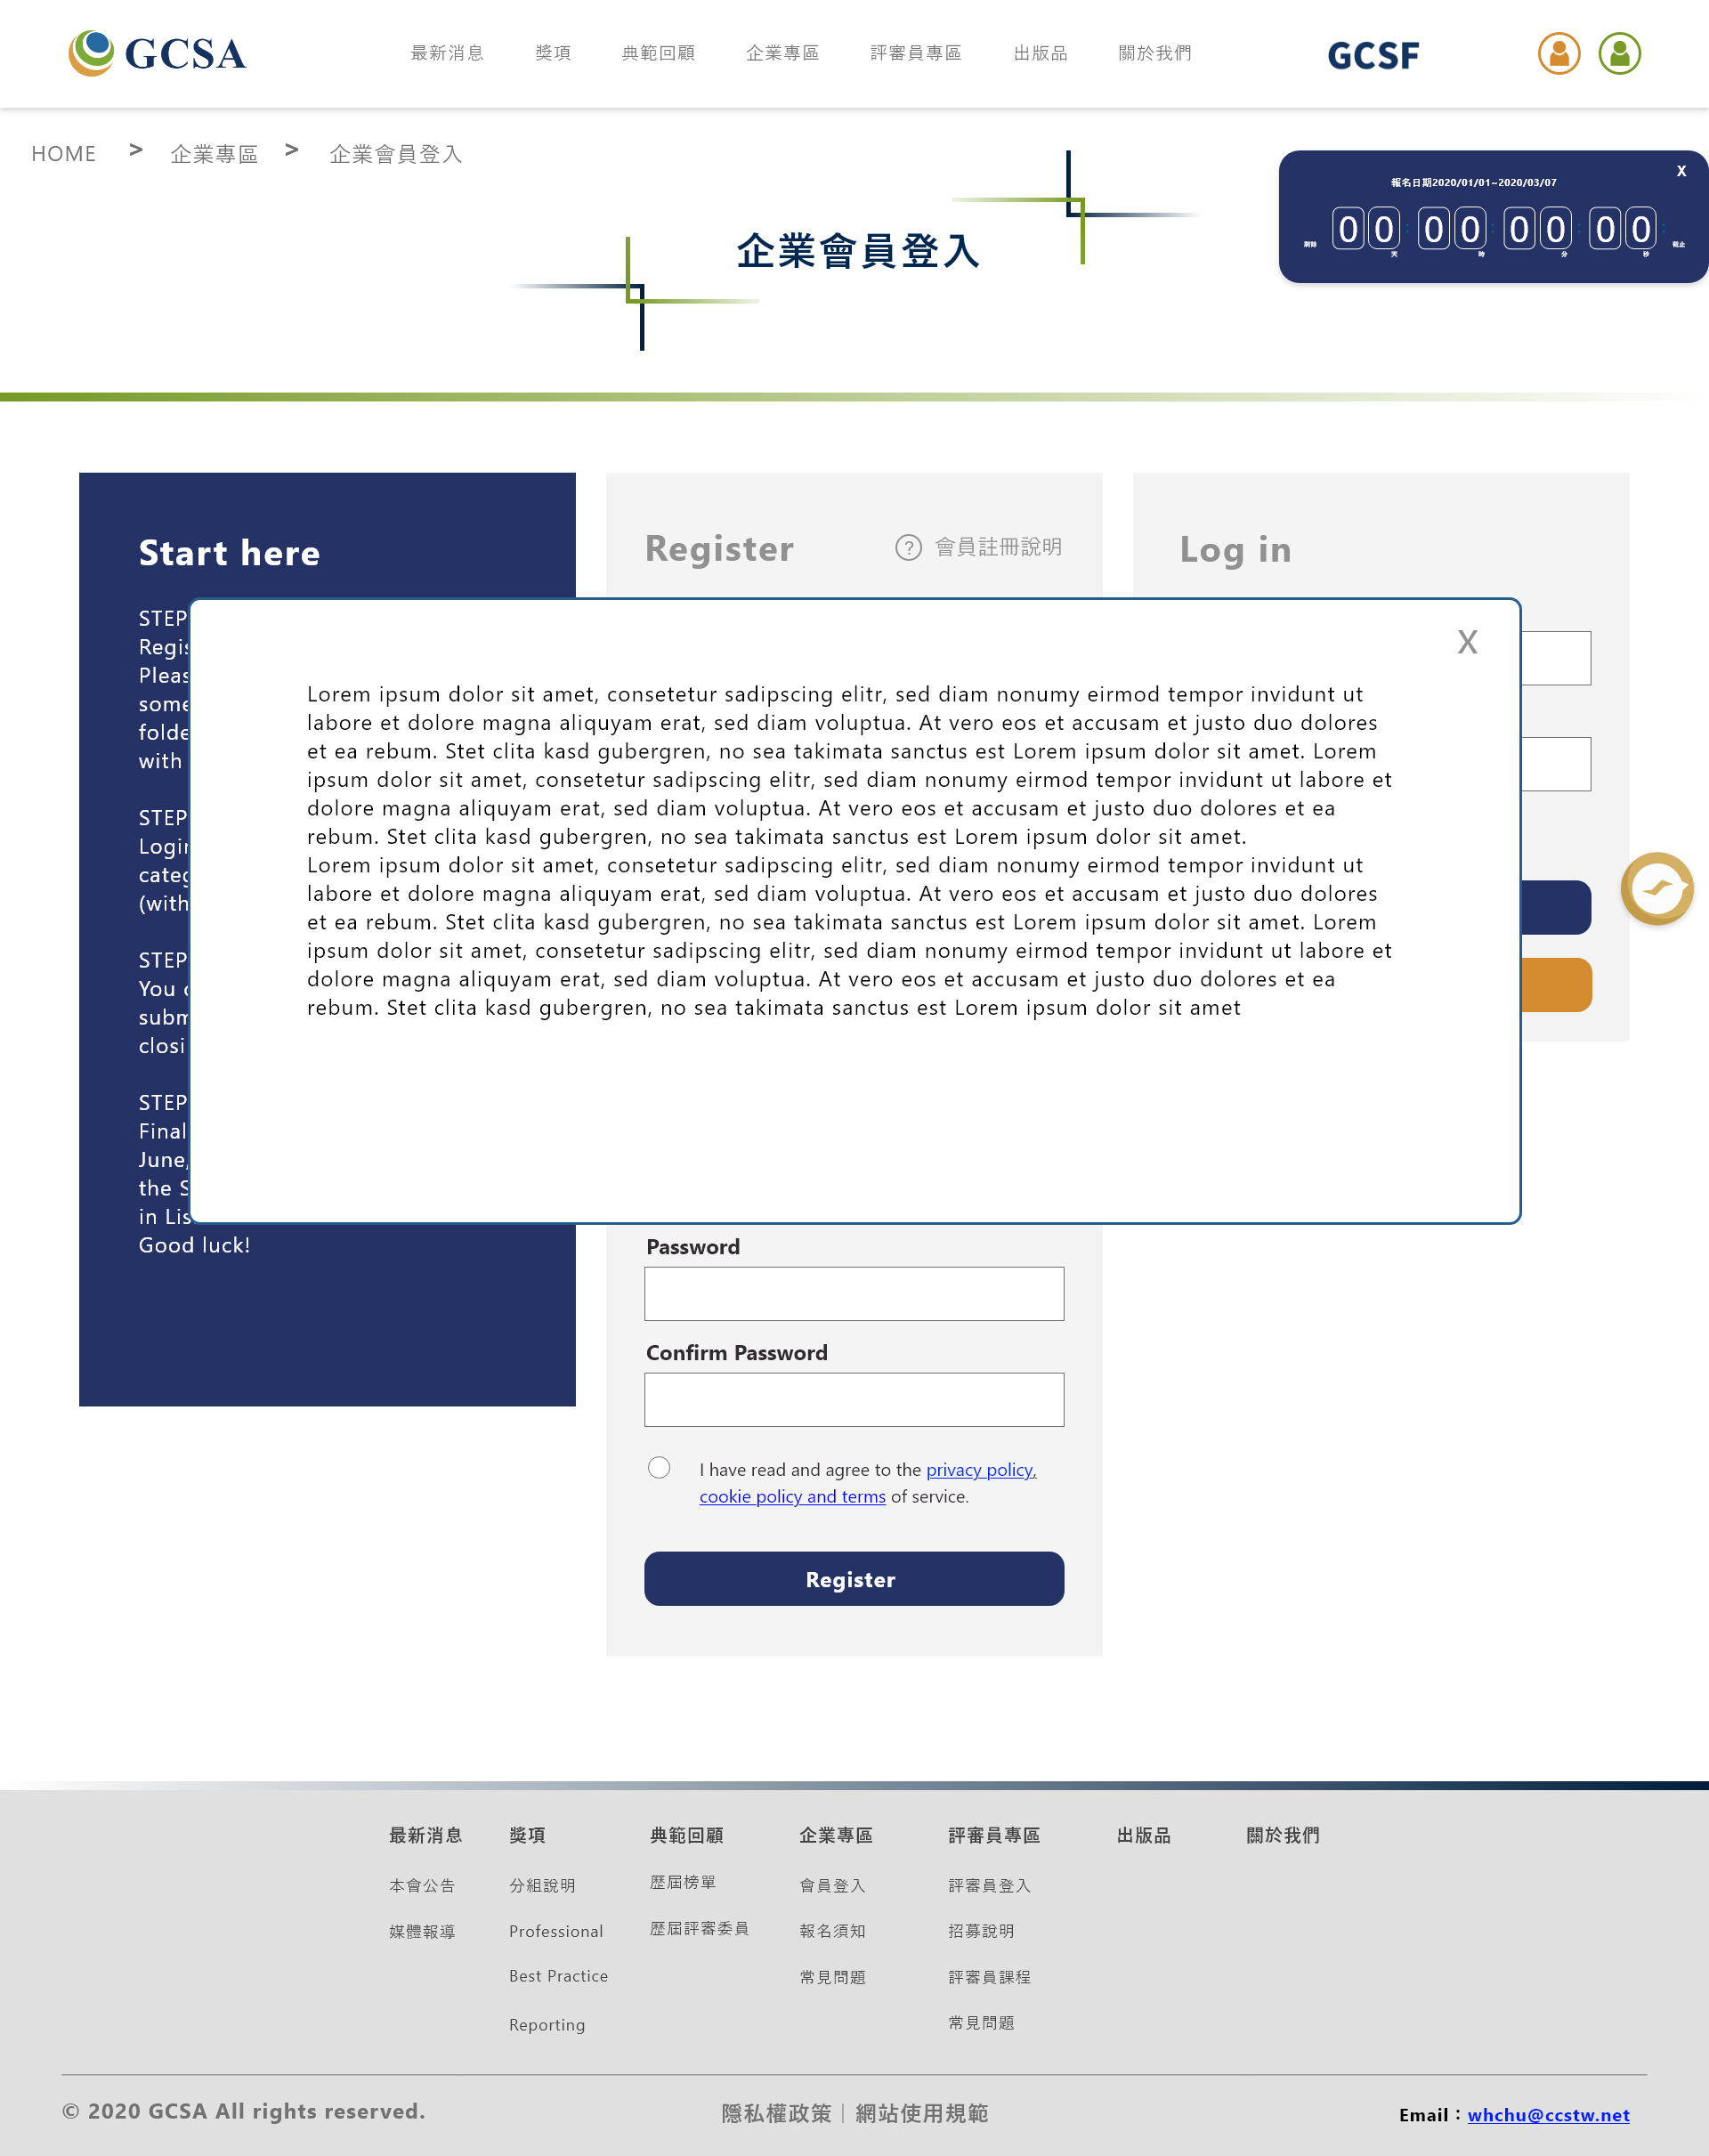 GCSA
最新消息 獎項 典範回顧 企業專區 評審員專區 出版品 關於我們
GCSF
HOME > 企業專區 > 企業會員登入
企業會員登入
X
報名日期2020/01/01~2020/03/07
剩餘 00 : 00 : 00 : 00 : 截止
天 時 分 秒
Start here
Register
? 會員註冊說明
Log in
STEP
Pleas
some
folde
with
STEP
Login
categ
(with
STEP
You
subm
closi
STEP
Final
June,
the S
in Lis
Good luck!
X
Lorem ipsum dolor sit amet, consetetur sadipscing elitr, sed diam nonumy eirmod tempor invidunt ut
labore et dolore magna aliquyam erat, sed diam voluptua. At vero eos et accusam et justo duo dolores
et ea rebum. Stet clita kasd gubergren, no sea takimata sanctus est Lorem ipsum dolor sit amet. Lorem
ipsum dolor sit amet, consetetur sadipscing elitr, sed diam nonumy eirmod tempor invidunt ut labore et
dolore magna aliquyam erat, sed diam voluptua. At vero eos et accusam et justo duo dolores et ea
rebum. Stet clita kasd gubergren, no sea takimata sanctus est Lorem ipsum dolor sit amet.
Lorem ipsum dolor sit amet, consetetur sadipscing elitr, sed diam nonumy eirmod tempor invidunt ut
labore et dolore magna aliquyam erat, sed diam voluptua. At vero eos et accusam et justo duo dolores
et ea rebum. Stet clita kasd gubergren, no sea takimata sanctus est Lorem ipsum dolor sit amet. Lorem
ipsum dolor sit amet, consetetur sadipscing elitr, sed diam nonumy eirmod tempor invidunt ut labore et
dolore magna aliquyam erat, sed diam voluptua. At vero eos et accusam et justo duo dolores et ea
rebum. Stet clita kasd gubergren, no sea takimata sanctus est Lorem ipsum dolor sit amet
Password
Confirm Password
I have read and agree to the privacy policy,
cookie policy and terms of service.
Register
最新消息
本會公告
媒體報導
獎項
分組說明
Professional
Best Practice
Reporting
典範回顧
歷屆榜單
歷屆評審委員
企業專區
會員登入
報名須知
常見問題
評審員專區
評審員登入
招募說明
評審員課程
常見問題
出版品
關於我們
© 2020 GCSA All rights reserved.
隱私權政策｜網站使用規範
Email：whchu@ccstw.net